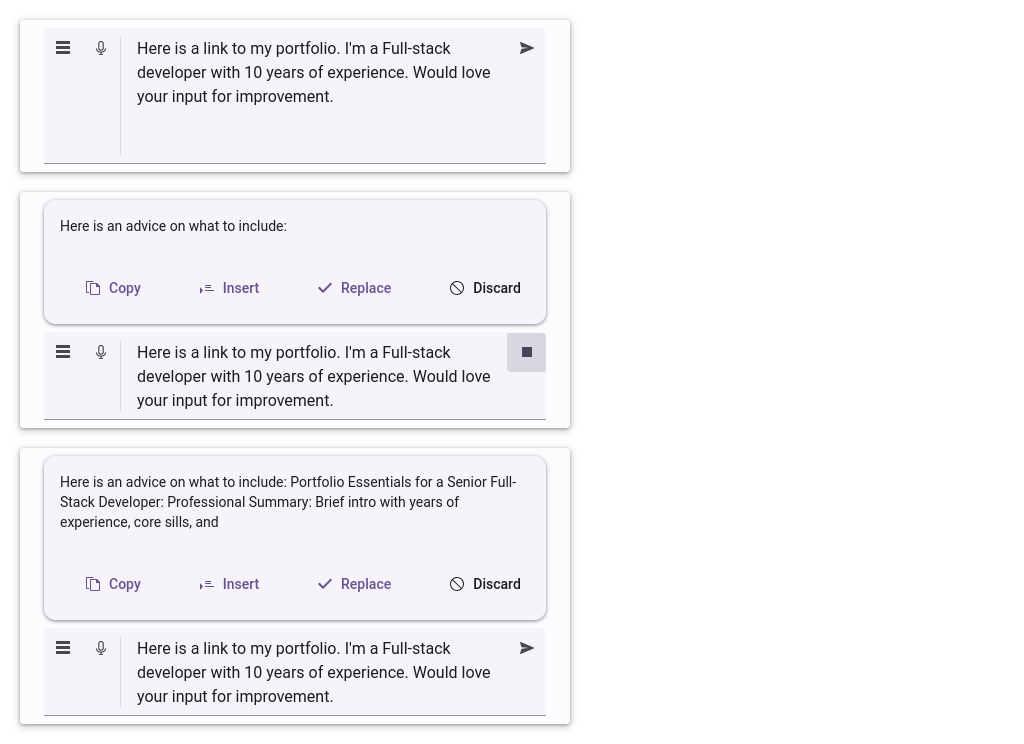 Here is a link to my portfolio. I'm a Full-stack
developer with 10 years of experience. Would love
your input for improvement.
Here is an advice on what to include:
Copy Insert Replace Discard
Here is a link to my portfolio. I'm a Full-stack
developer with 10 years of experience. Would love
your input for improvement.
Here is an advice on what to include: Portfolio Essentials for a Senior Full-
Stack Developer: Professional Summary: Brief intro with years of
experience, core sills, and
Copy Insert Replace Discard
Here is a link to my portfolio. I'm a Full-stack
developer with 10 years of experience. Would love
your input for improvement.